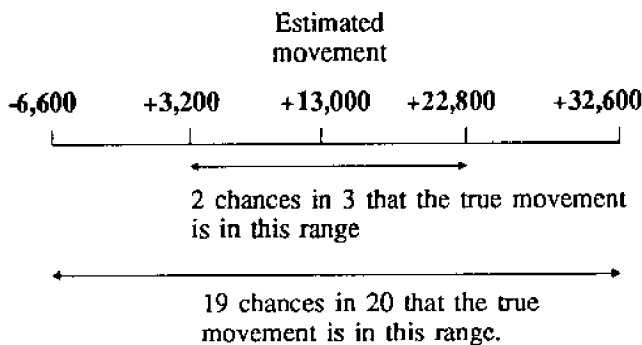 Estimated
movement
-6,600 +3,200 +13,000 +22,800 +32,600
2 chances in 3 that the true movement
is in this range
19 chances in 20 that the true
movement is in this range.